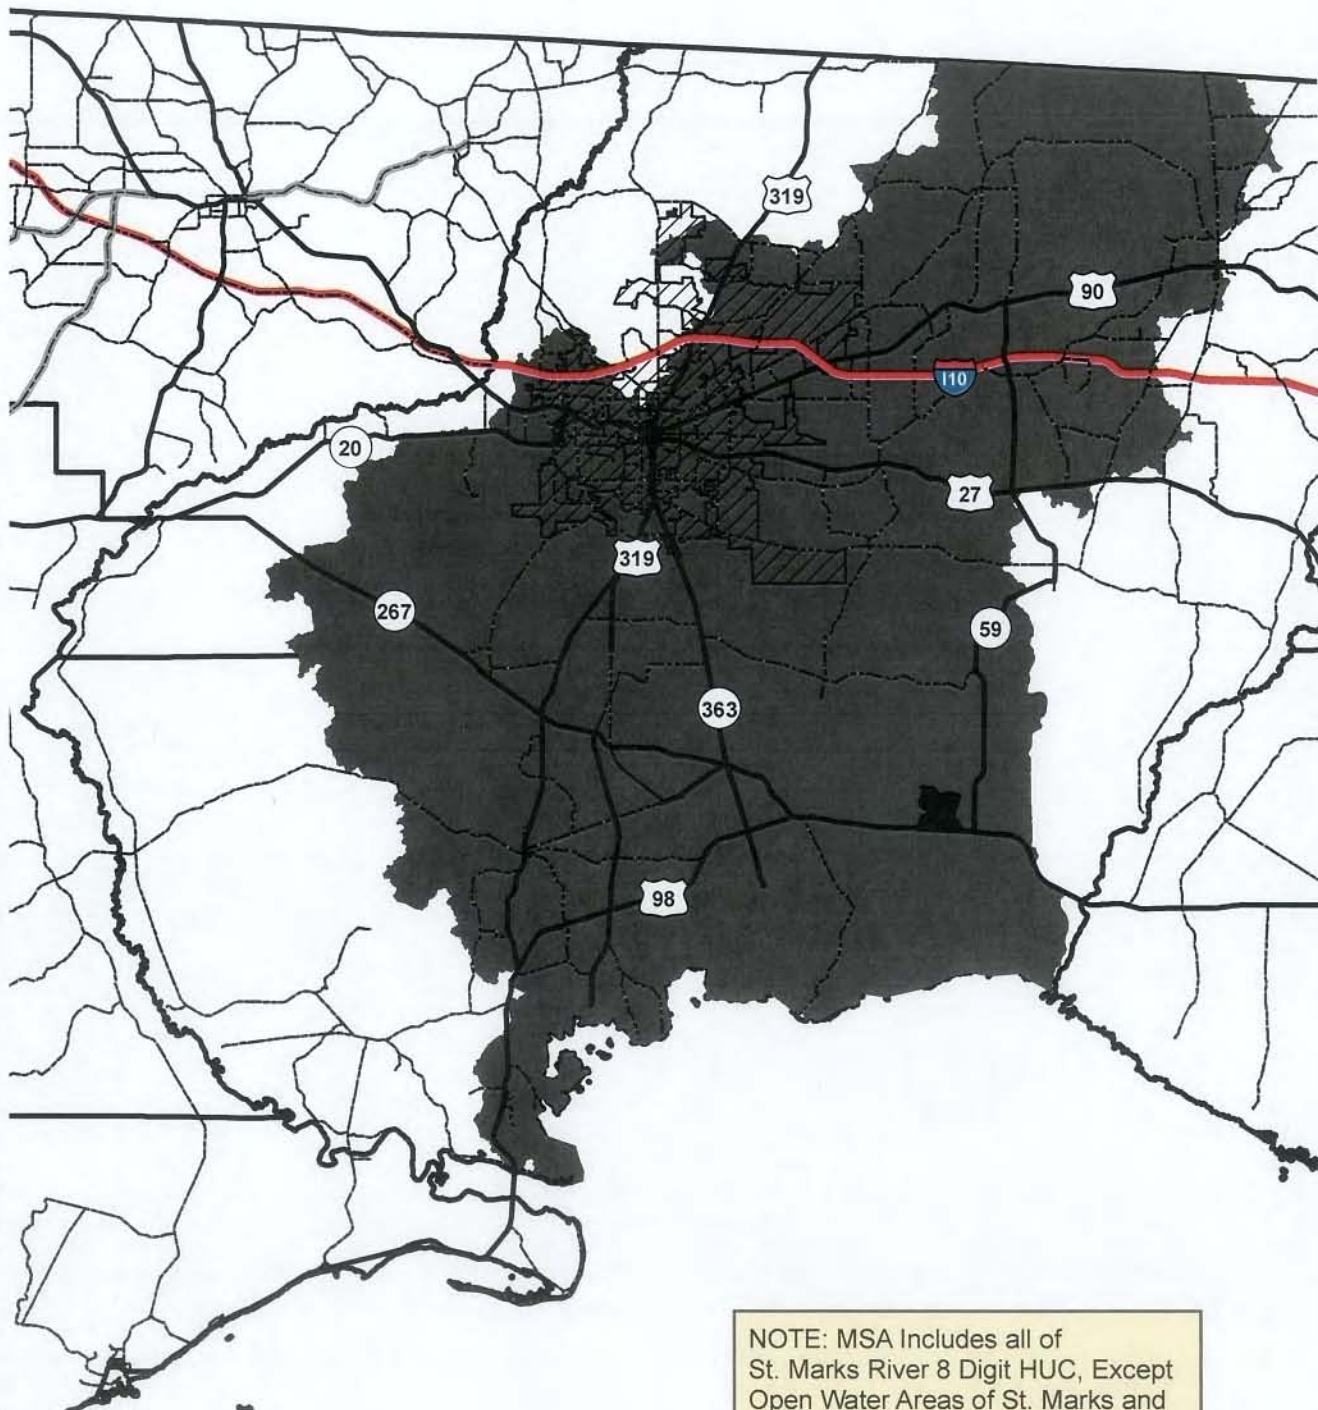 319
90
I10
20
27
319
267
59
363
98
NOTE: MSA Includes all of
St. Marks River 8 Digit HUC, Except
Open Water Areas of St. Marks and